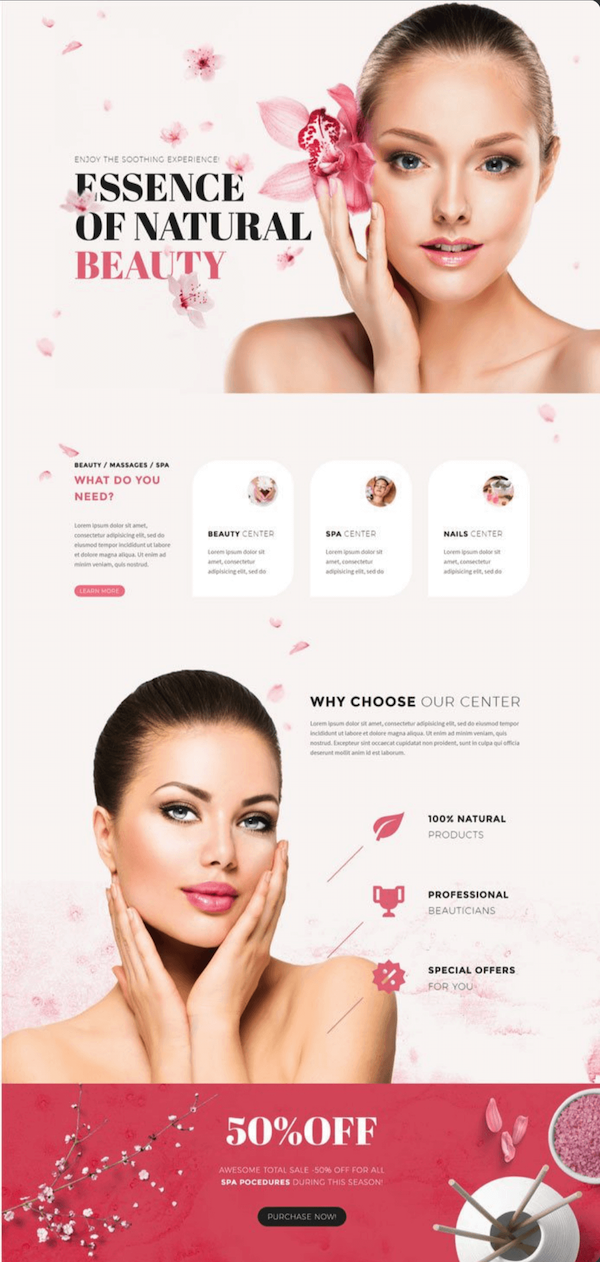 ENJOY THE SOOTHING EXPERIENCE!
ESSENCE
OF NATURAL
BEAUTY
BEAUTY / MASSAGES / SPA
WHAT DO YOU
NEED?
Lorem ipsum dolor sit amet,
consectetur adipisicing elit, sed do
eiusmod tempor incididunt ut labore
et dolore magna aliqua. Ut enim ad
minim veniam, quis nostrud.
LEARN MORE
BEAUTY CENTER
Lorem ipsum dolor sit
amet, consectetur
adipisicing elit, sed do
SPA CENTER
Lorem ipsum dolor sit
amet, consectetur
adipisicing elit, sed do
NAILS CENTER
Lorem ipsum dolor sit
amet, consectetur
adipisicing elit, sed do
WHY CHOOSE OUR CENTER
Lorem ipsum dolor sit amet, consectetur adipisicing elit, sed do eiusmod tempor
incididunt ut labore et dolore magna aliqua. Ut enim ad minim veniam, quis
nostrud. Excepteur sint occaecat cupidatat non proident, sunt in culpa qui officia
deserunt mollit anim id est laborum.
100% NATURAL
PRODUCTS
PROFESSIONAL
BEAUTICIANS
SPECIAL OFFERS
FOR YOU
50%OFF
AWESOME TOTAL SALE -50% OFF FOR ALL
SPA POCEDURES DURING THIS SEASON!
PURCHASE NOW!